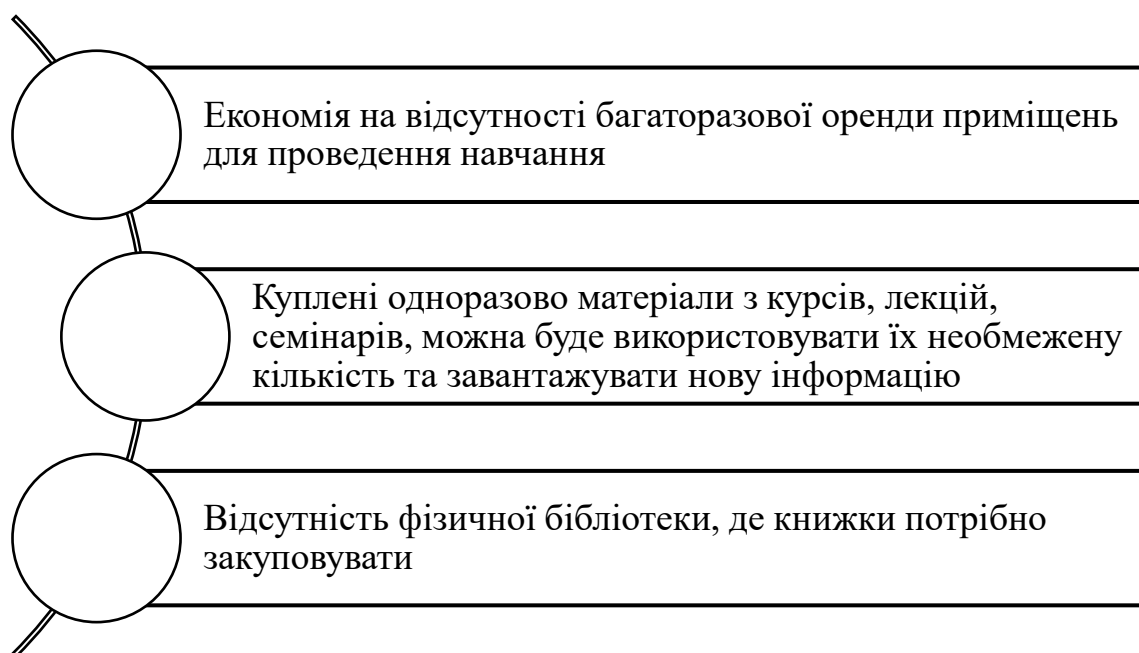 Економія на відсутності багаторазової оренди приміщень
для проведення навчання
Куплені одноразово матеріали з курсів, лекцій,
семінарів, можна буде використовувати їх необмежену
кількість та завантажувати нову інформацію
Відсутність фізичної бібліотеки, де книжки потрібно
закуповувати